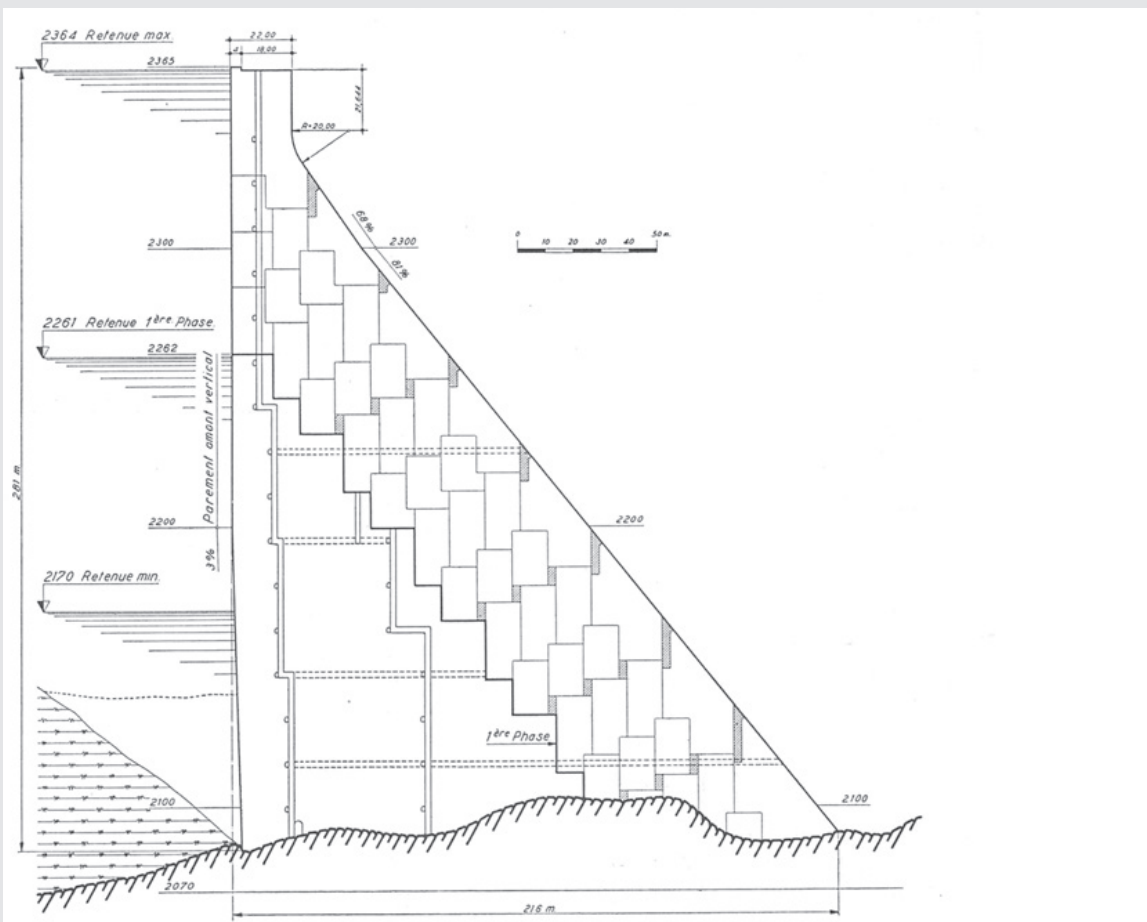 2364 Retenue max.
22,00
4
18,00
2365
21,644
R=20,00
68%
2300
2300
81%
0 10 20 30 40 50 m.
2261 Retenue 1ère Phase
2262
Parement amont vertical
3%
281 m.
2200
2200
2170 Retenue min.
1ère Phase
2100
2100
2070
216 m.